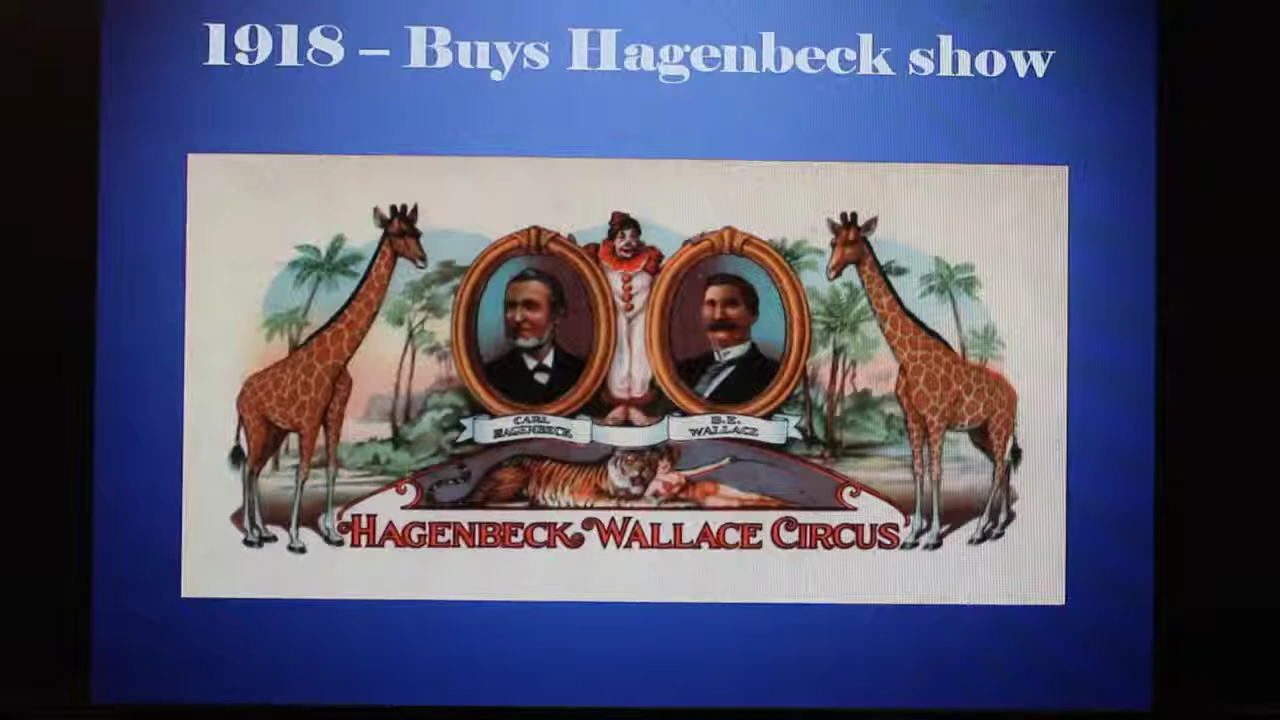 1918 – Buys Hagenbeck show
CARL
HAGENBECK
B.E.
WALLACE
HAGENBECK-WALLACE CIRCUS